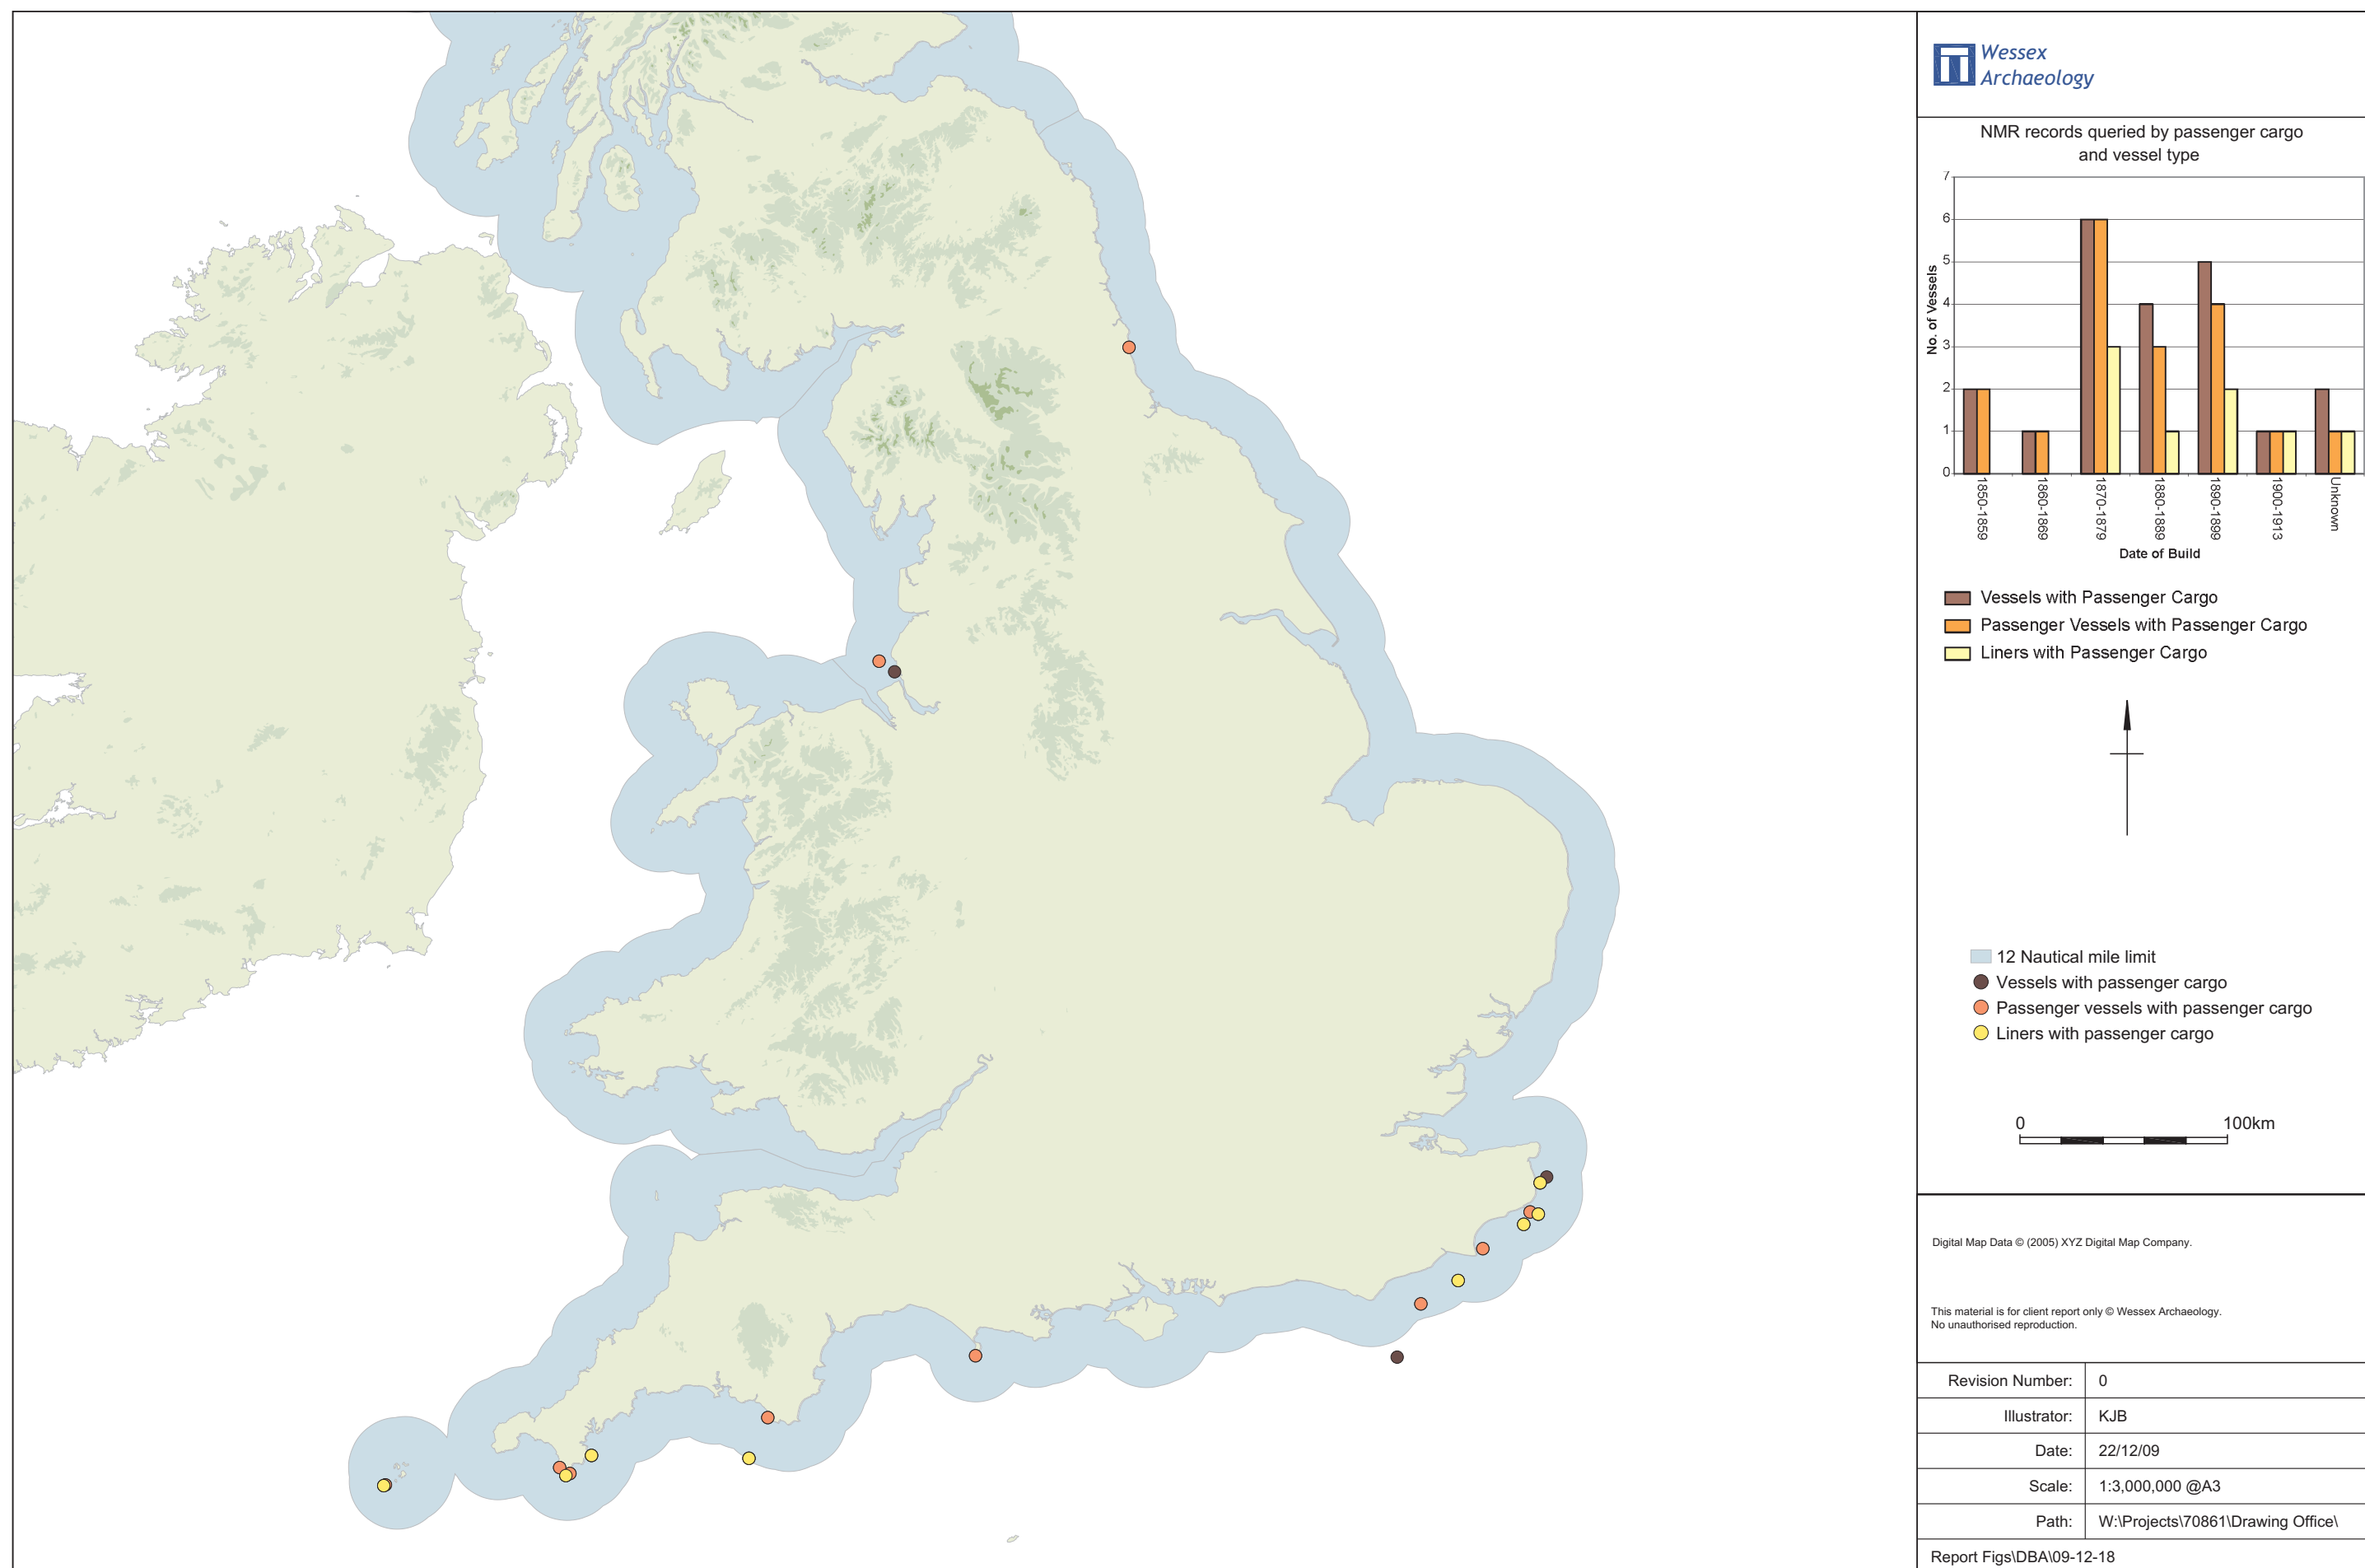 Wessex
Archaeology
NMR records queried by passenger cargo
and vessel type
7
6
5
4
3
2
1
0
No. of Vessels
1850-1859
1860-1869
1870-1879
1880-1889
1890-1899
1900-1913
Unknown
Date of Build
Vessels with Passenger Cargo
Passenger Vessels with Passenger Cargo
Liners with Passenger Cargo
12 Nautical mile limit
Vessels with passenger cargo
Passenger vessels with passenger cargo
Liners with passenger cargo
0 100km
Digital Map Data © (2005) XYZ Digital Map Company.
This material is for client report only © Wessex Archaeology.
No unauthorised reproduction.
Revision Number: 0
Illustrator: KJB
Date: 22/12/09
Scale: 1:3,000,000 @A3
Path: W:\Projects\70861\Drawing Office\
Report Figs\DBA\09-12-18